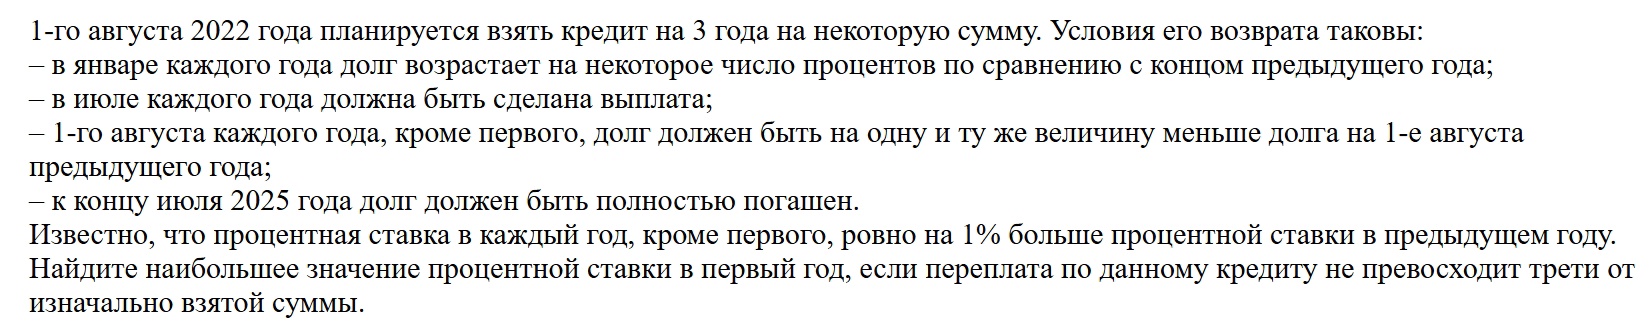 1-го августа 2022 года планируется взять кредит на 3 года на некоторую сумму. Условия его возврата таковы:
– в январе каждого года долг возрастает на некоторое число процентов по сравнению с концом предыдущего года;
– в июле каждого года должна быть сделана выплата;
– 1-го августа каждого года, кроме первого, долг должен быть на одну и ту же величину меньше долга на 1-е августа
предыдущего года;
– к концу июля 2025 года долг должен быть полностью погашен.
Известно, что процентная ставка в каждый год, кроме первого, ровно на 1% больше процентной ставки в предыдущем году.
Найдите наибольшее значение процентной ставки в первый год, если переплата по данному кредиту не превосходит трети от
изначально взятой суммы.